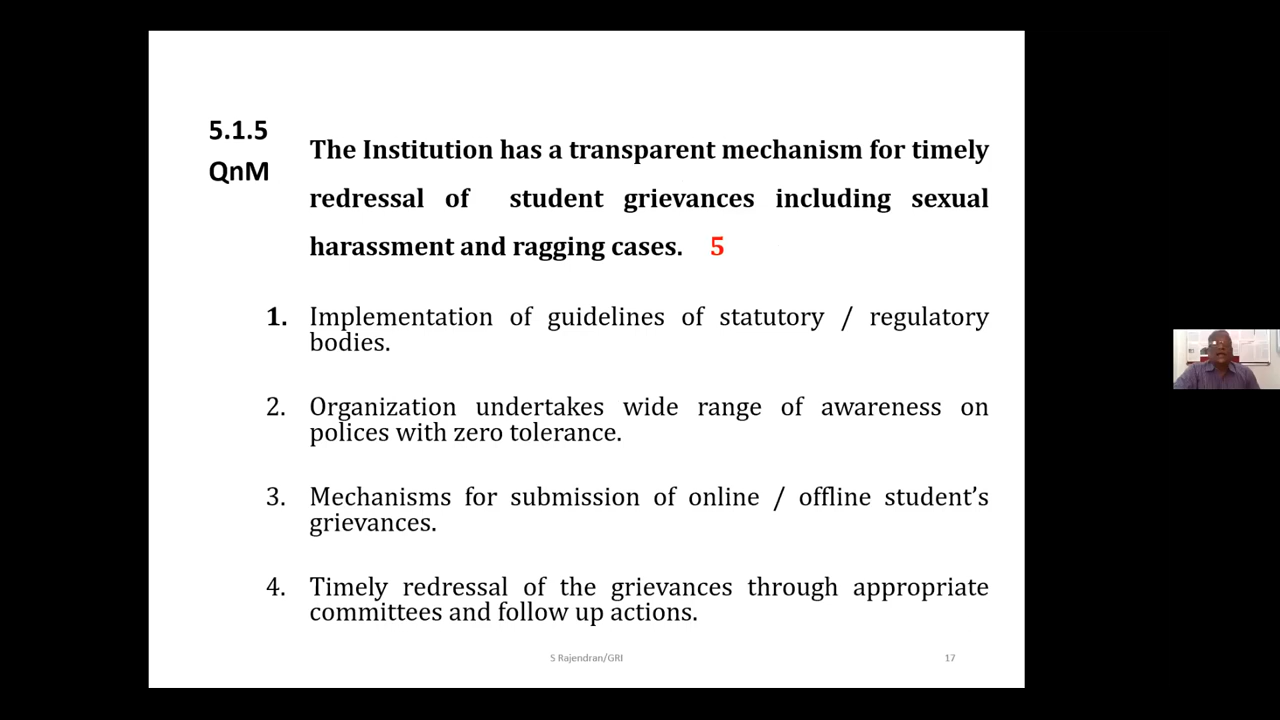 5.1.5
QnM
The Institution has a transparent mechanism for timely
redressal of student grievances including sexual
harassment and ragging cases. 5
1. Implementation of guidelines of statutory / regulatory
bodies.
2. Organization undertakes wide range of awareness on
polices with zero tolerance.
3. Mechanisms for submission of online / offline student’s
grievances.
4. Timely redressal of the grievances through appropriate
committees and follow up actions.
S Rajendran/GRI 17